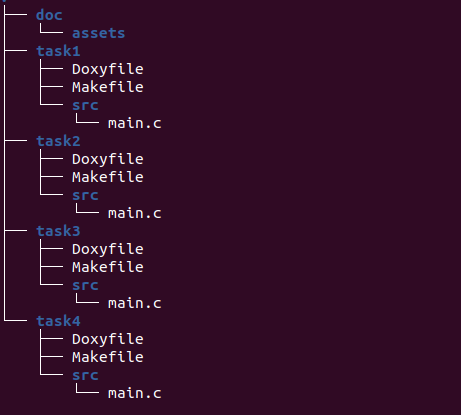 doc
assets
task1
Doxyfile
Makefile
src
main.c
task2
Doxyfile
Makefile
src
main.c
task3
Doxyfile
Makefile
src
main.c
task4
Doxyfile
Makefile
src
main.c